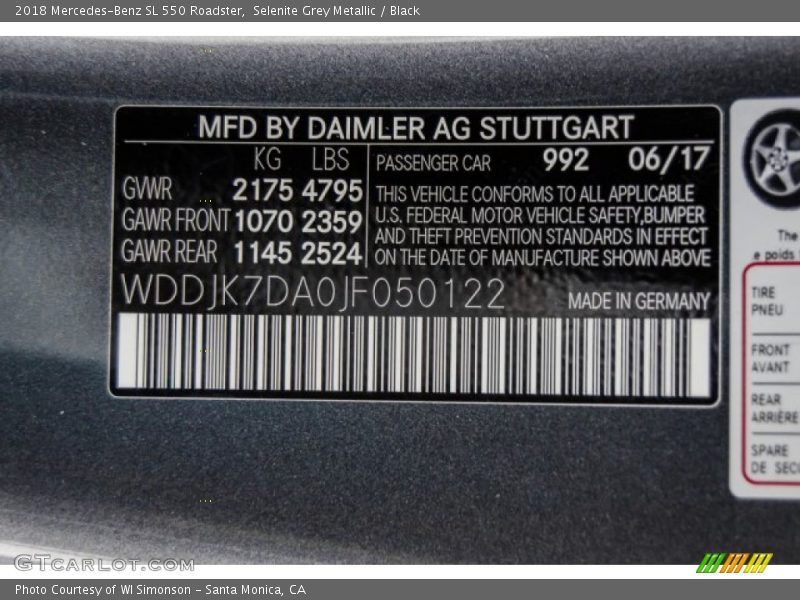 2018 Mercedes-Benz SL 550 Roadster,  Selenite Grey Metallic / Black
MFD BY DAIMLER AG STUTTGART
KG LBS
GWR 2175 4795
GAWR FRONT 1070 2359
GAWR REAR 1145 2524
PASSENGER CAR 992 06/17
THIS VEHICLE CONFORMS TO ALL APPLICABLE
U.S. FEDERAL MOTOR VEHICLE SAFETY,BUMPER
AND THEFT PREVENTION STANDARDS IN EFFECT
ON THE DATE OF MANUFACTURE SHOWN ABOVE
WDDJK7DA0JF050122 MADE IN GERMANY
The
e poids
TIRE
PNEU
FRONT
AVANT
REAR
ARRIÈRE
SPARE
DE SECO
GTcarlot.com
Photo Courtesy of WI Simonson - Santa Monica, CA